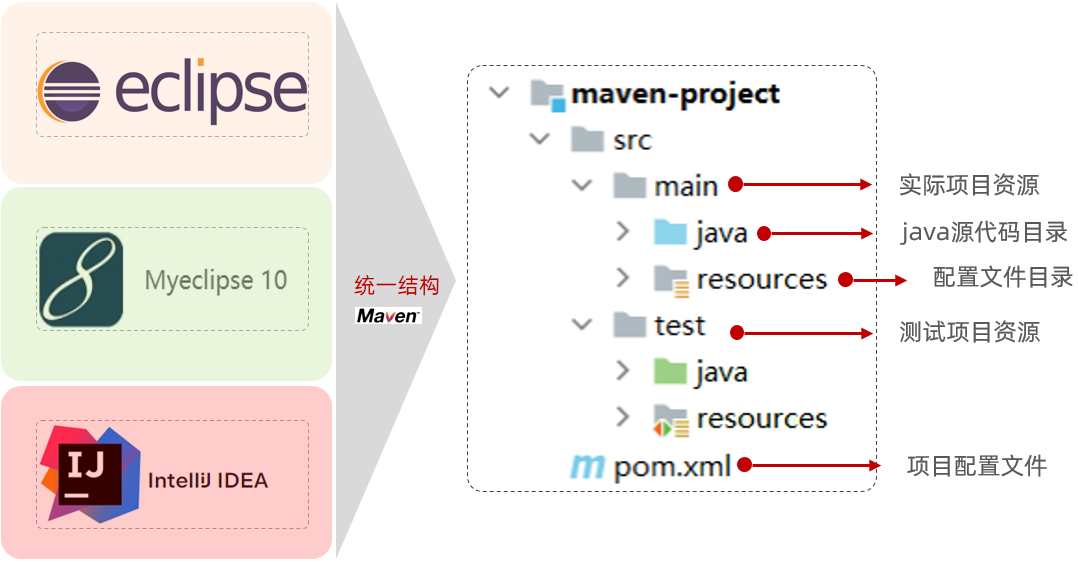 eclipse
Myeclipse 10
IJ
IntelliJ IDEA
统一结构
Maven™
maven-project
src
main
实际项目资源
java
java源代码目录
resources
配置文件目录
test
测试项目资源
java
resources
m pom.xml
项目配置文件